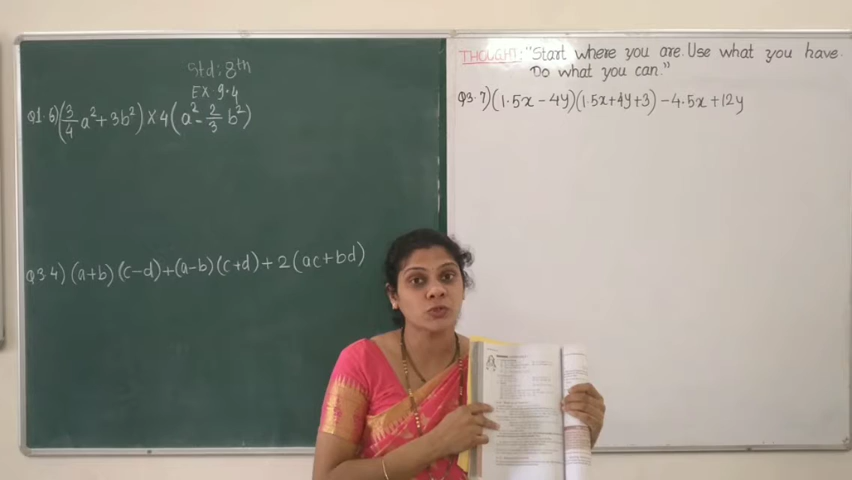 Std: 8th
EX 9.4
Q1. 6) (3/4 a² + 3b²) × 4 (a² - 2/3 b²)
Q3 4) (a+b) (c-d) + (a-b) (c+d) + 2 (ac+bd)
THOUGHT: "Start where you are. Use what you have.
Do what you can."
Q3. 7) (1.5x - 4y)(1.5x + 4y + 3) - 4.5x + 12y